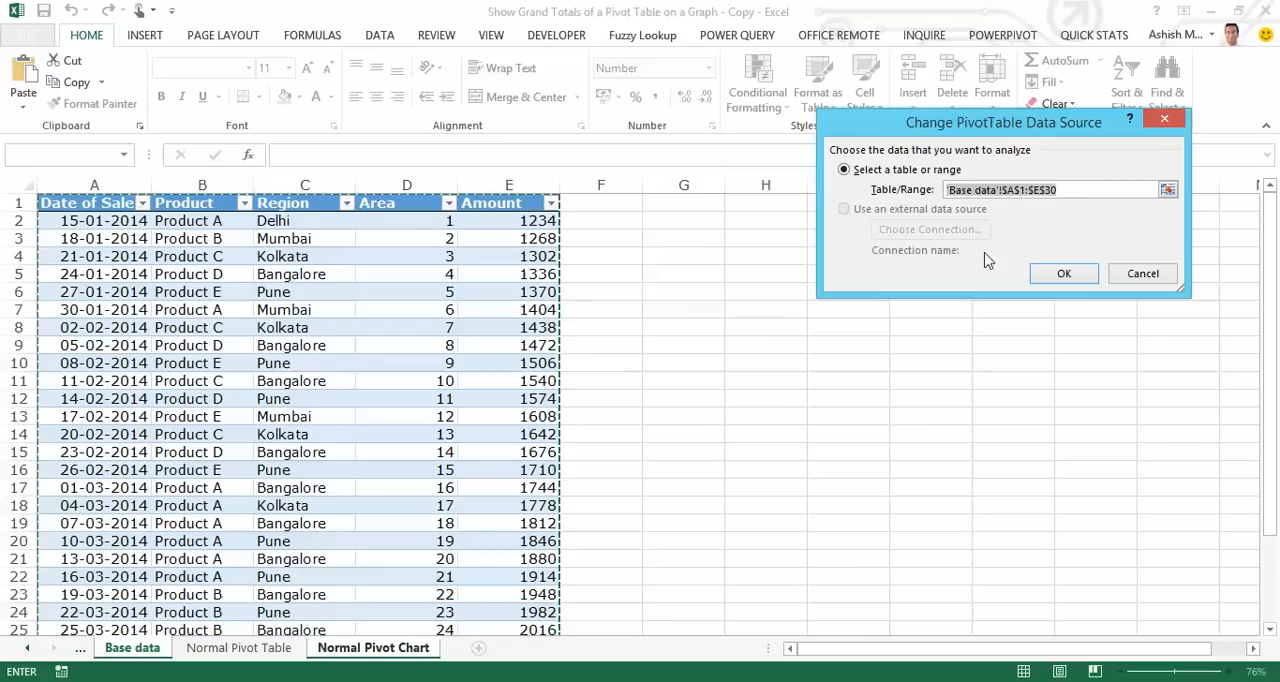 Show Grand Totals of a Pivot Table on a Graph - Copy - Excel
HOME INSERT PAGE LAYOUT FORMULAS DATA REVIEW VIEW DEVELOPER Fuzzy Lookup POWER QUERY OFFICE REMOTE INQUIRE POWERPIVOT QUICK STATS Ashish M...
Paste
Cut
Copy
Format Painter
Clipboard
11
B I U
Font
Wrap Text
Merge & Center
Alignment
Number
%
Number
Conditional
Formatting
Format as
Table
Cell
Styles
Styles
Insert
Delete
Format
AutoSum
Fill
Clear
Sort &
Filter
Find &
Select
Change PivotTable Data Source
Choose the data that you want to analyze
Select a table or range
Table/Range: 'Base data'!$A$1:$E$30
Use an external data source
Choose Connection...
Connection name:
OK Cancel
fx
A B C D E F G H I
1 Date of Sale Product Region Area Amount
2 15-01-2014 Product A Delhi 1 1234
3 18-01-2014 Product B Mumbai 2 1268
4 21-01-2014 Product C Kolkata 3 1302
5 24-01-2014 Product D Bangalore 4 1336
6 27-01-2014 Product E Pune 5 1370
7 30-01-2014 Product A Mumbai 6 1404
8 02-02-2014 Product C Kolkata 7 1438
9 05-02-2014 Product D Bangalore 8 1472
10 08-02-2014 Product E Pune 9 1506
11 11-02-2014 Product C Bangalore 10 1540
12 14-02-2014 Product D Pune 11 1574
13 17-02-2014 Product E Mumbai 12 1608
14 20-02-2014 Product C Kolkata 13 1642
15 23-02-2014 Product D Bangalore 14 1676
16 26-02-2014 Product E Pune 15 1710
17 01-03-2014 Product A Bangalore 16 1744
18 04-03-2014 Product A Kolkata 17 1778
19 07-03-2014 Product A Bangalore 18 1812
20 10-03-2014 Product A Pune 19 1846
21 13-03-2014 Product A Bangalore 20 1880
22 16-03-2014 Product A Pune 21 1914
23 19-03-2014 Product B Bangalore 22 1948
24 22-03-2014 Product B Pune 23 1982
25 25-03-2014 Product B Bangalore 24 2016
... Base data Normal Pivot Table Normal Pivot Chart
ENTER
76%